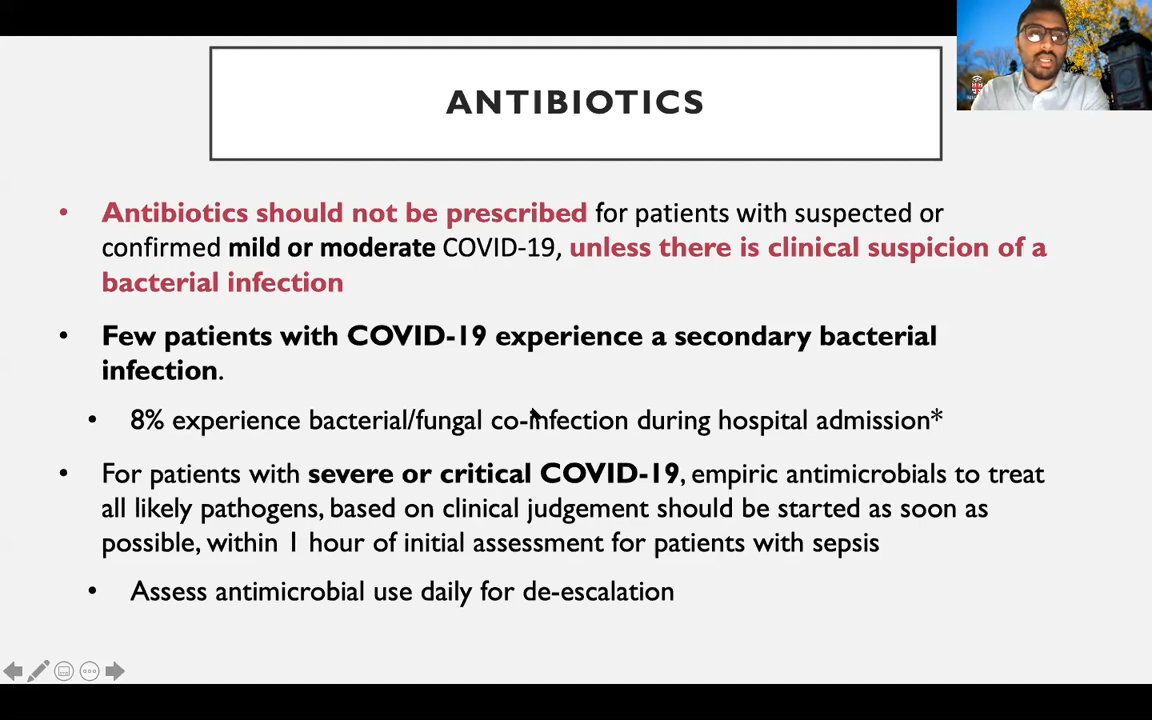 ANTIBIOTICS
• Antibiotics should not be prescribed for patients with suspected or
confirmed mild or moderate COVID-19, unless there is clinical suspicion of a
bacterial infection
• Few patients with COVID-19 experience a secondary bacterial
infection.
• 8% experience bacterial/fungal co-infection during hospital admission*
• For patients with severe or critical COVID-19, empiric antimicrobials to treat
all likely pathogens, based on clinical judgement should be started as soon as
possible, within 1 hour of initial assessment for patients with sepsis
• Assess antimicrobial use daily for de-escalation